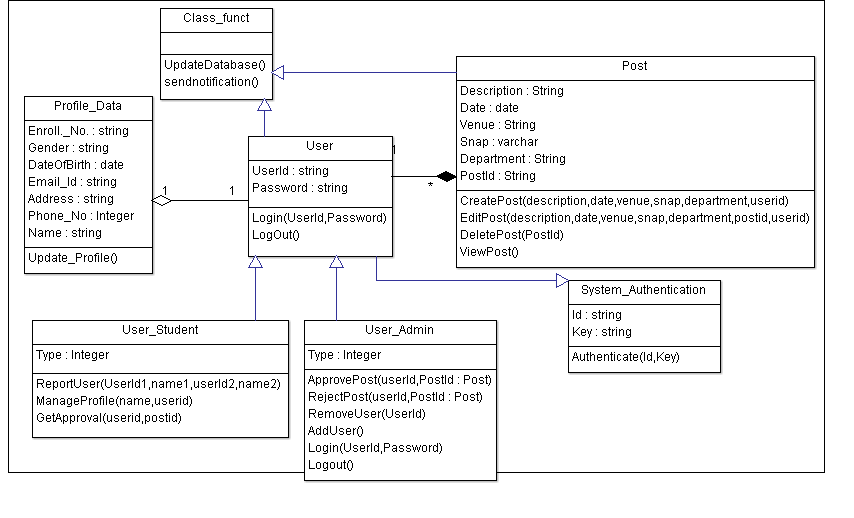 Class_funct
UpdateDatabase()
sendnotification()
Post
Description : String
Date : date
Venue : String
Snap : varchar
Department : String
PostId : String
CreatePost(description,date,venue,snap,department,userid)
EditPost(description,date,venue,snap,department,postid,userid)
DeletePost(PostId)
ViewPost()
Profile_Data
Enroll._No. : string
Gender : string
DateOfBirth : date
Email_Id : string
Address : string
Phone_No : Integer
Name : string
Update_Profile()
1
1
User
UserId : string
Password : string
Login(UserId,Password)
LogOut()
1
*
System_Authentication
Id : string
Key : string
Authenticate(Id,Key)
User_Student
Type : Integer
ReportUser(UserId1,name1,userId2,name2)
ManageProfile(name,userid)
GetApproval(userid,postid)
User_Admin
Type : Integer
ApprovePost(userId,PostId : Post)
RejectPost(userId,PostId : Post)
RemoveUser(UserId)
AddUser()
Login(UserId,Password)
Logout()